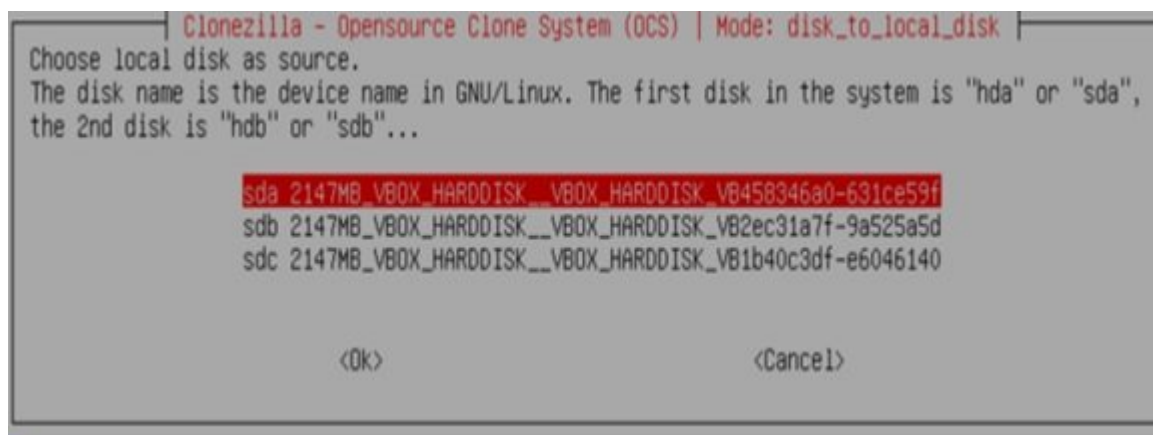 Clonezilla - Opensource Clone System (OCS) | Mode: disk_to_local_disk
Choose local disk as source.
The disk name is the device name in GNU/Linux. The first disk in the system is "hda" or "sda",
the 2nd disk is "hdb" or "sdb"...
sda 2147MB_VBOX_HARDDISK__VBOX_HARDDISK_VB458346a0-631ce59f
sdb 2147MB_VBOX_HARDDISK__VBOX_HARDDISK_VB2ec31a7f-9a525a5d
sdc 2147MB_VBOX_HARDDISK__VBOX_HARDDISK_VB1b40c3df-e6046140
<Ok> <Cancel>